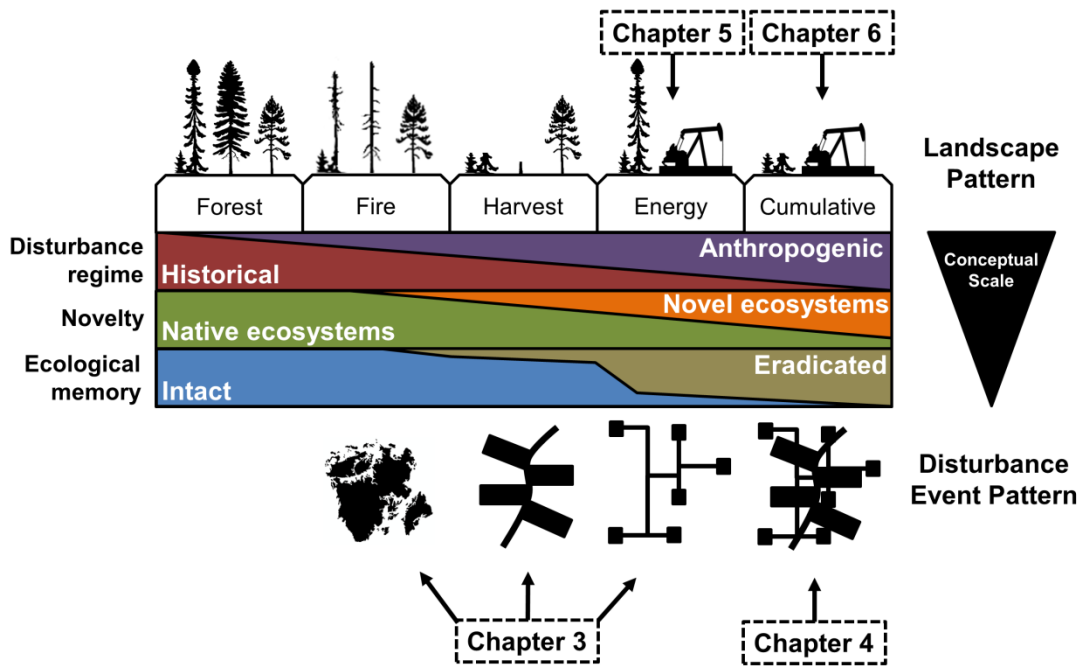 Chapter 5
Chapter 6
Landscape
Pattern
Forest
Fire
Harvest
Energy
Cumulative
Disturbance
regime
Historical
Anthropogenic
Conceptual
Scale
Novelty
Native ecosystems
Novel ecosystems
Ecological
memory
Intact
Eradicated
Disturbance
Event Pattern
Chapter 3
Chapter 4